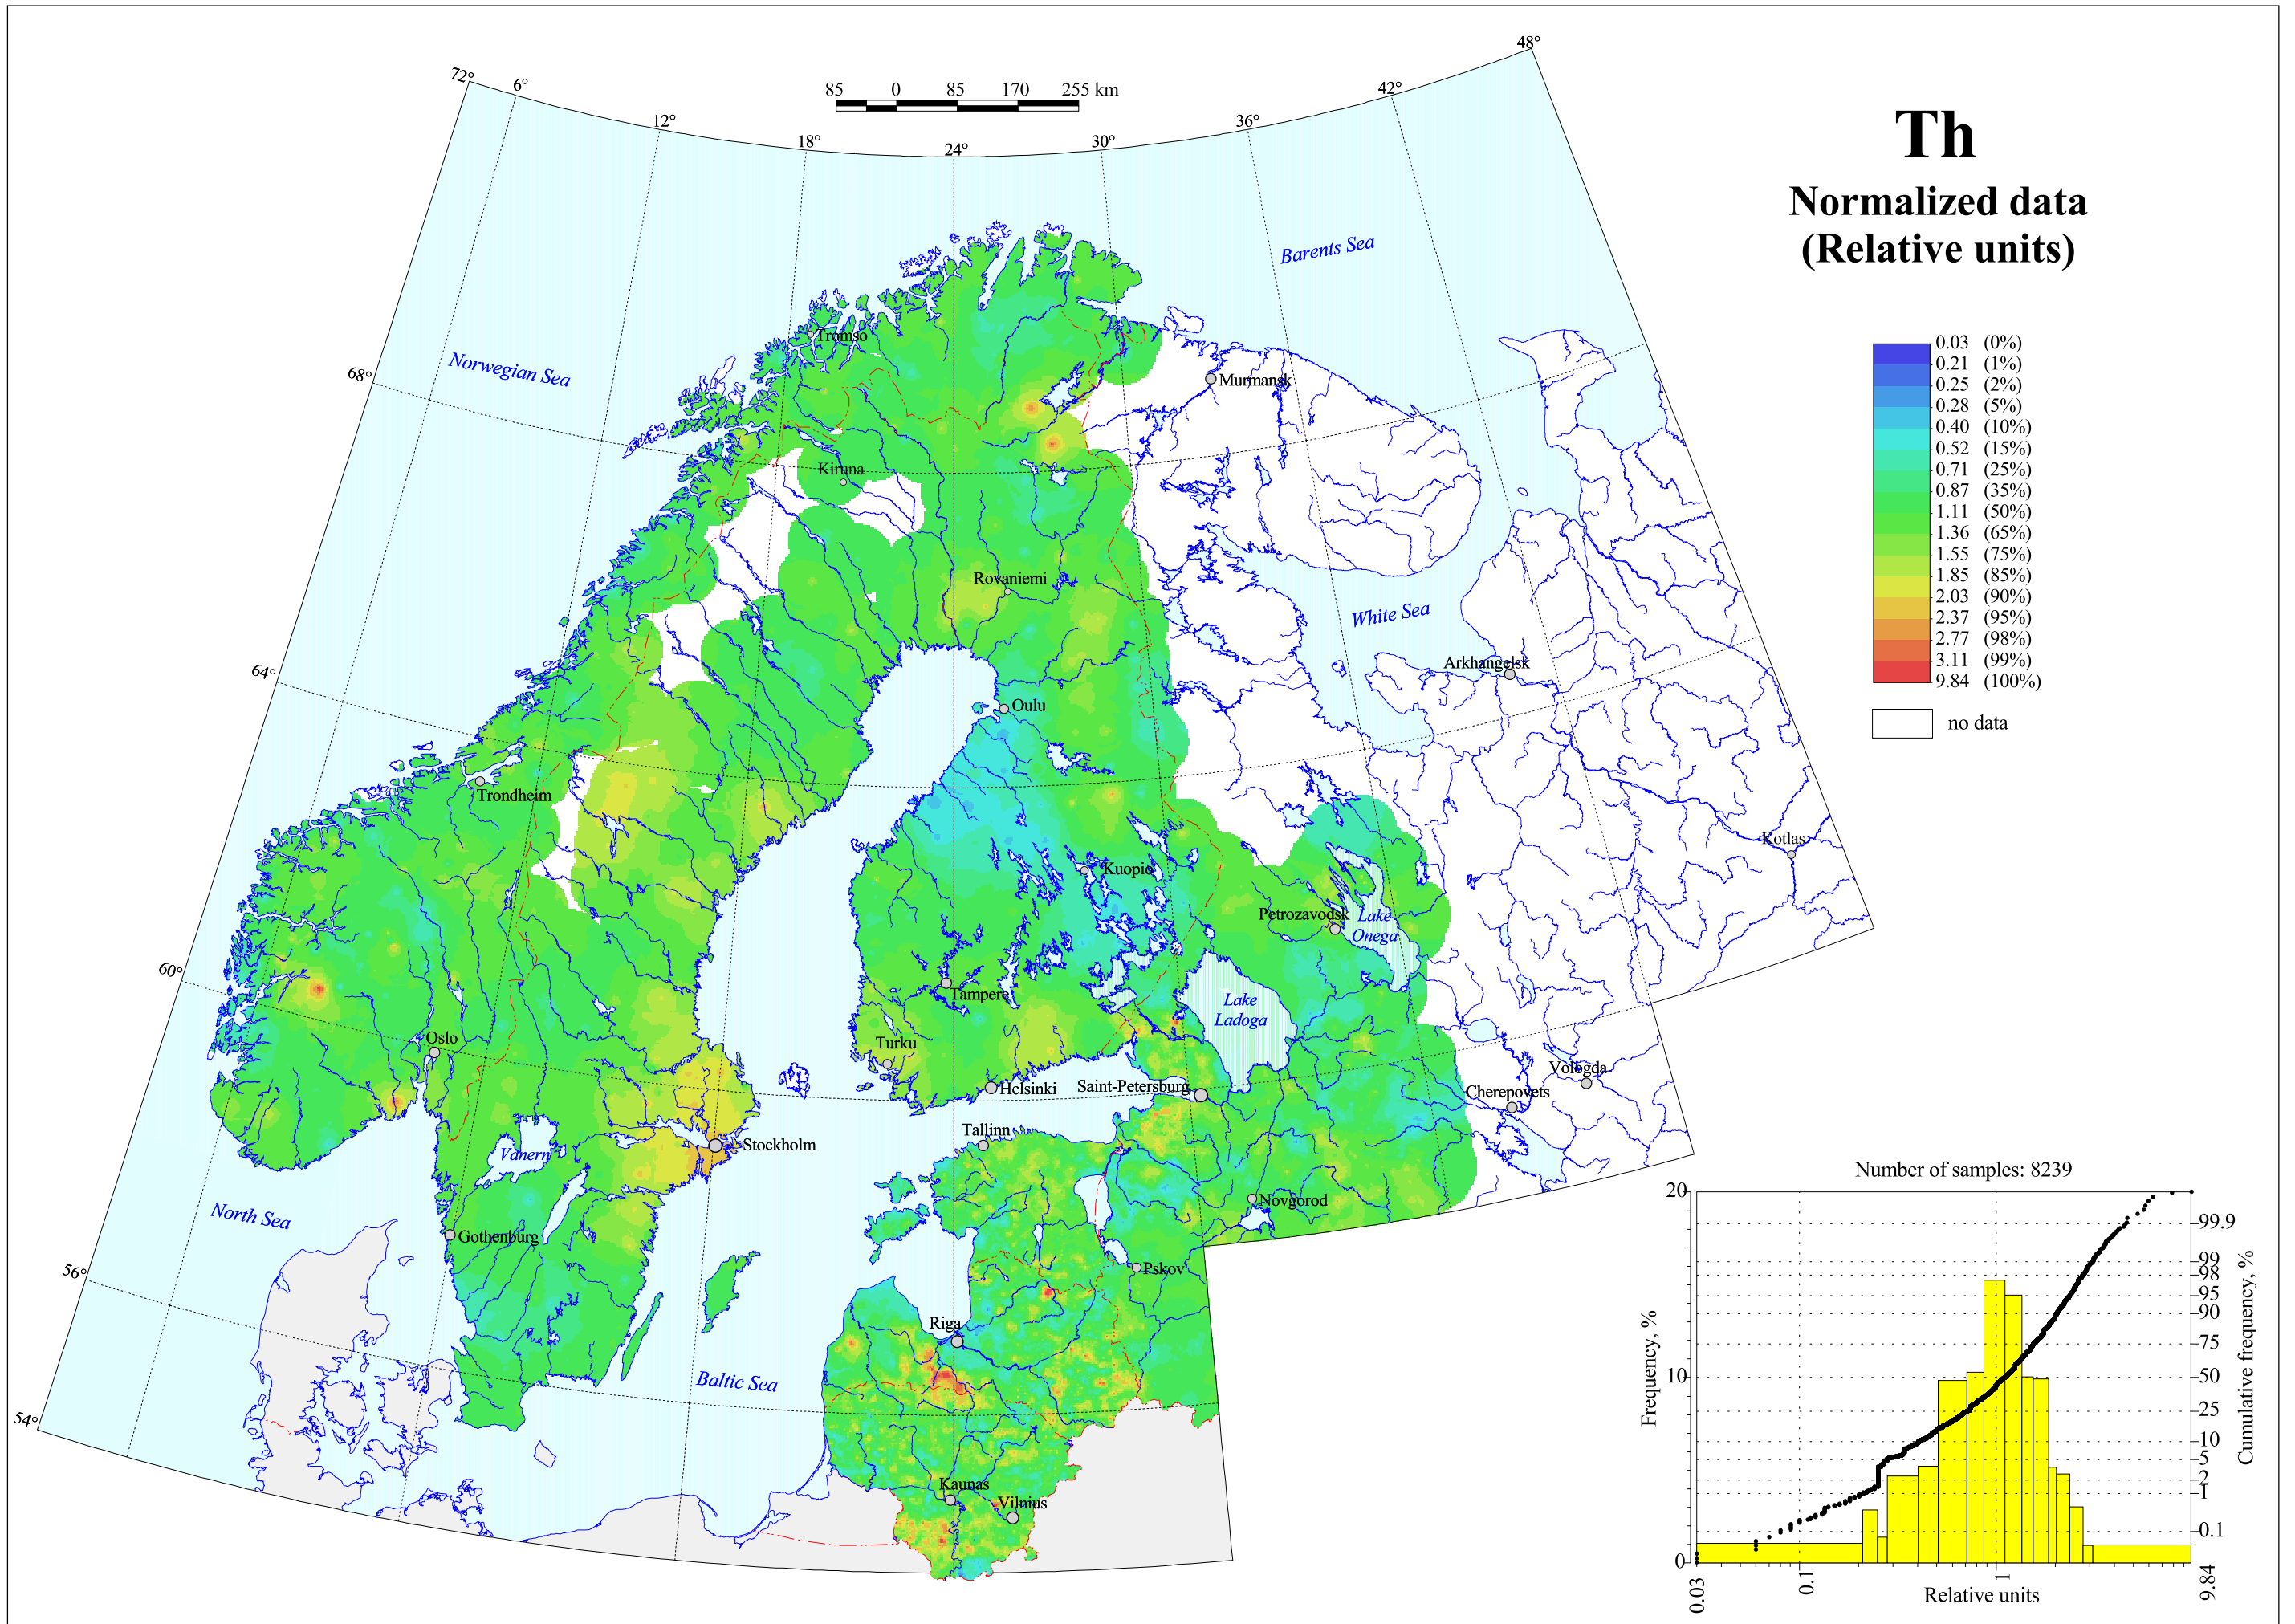 72°
6°
12°
18°
24°
30°
36°
42°
48°
85 0 85 170 255 km
Th
Normalized data
(Relative units)
0.03 (0%)
0.21 (1%)
0.25 (2%)
0.28 (5%)
0.40 (10%)
0.52 (15%)
0.71 (25%)
0.87 (35%)
1.11 (50%)
1.36 (65%)
1.55 (75%)
1.85 (85%)
2.03 (90%)
2.37 (95%)
2.77 (98%)
3.11 (99%)
9.84 (100%)
no data
Barents Sea
Norwegian Sea
68°
Tromso
Murmansk
Kiruna
Rovaniemi
White Sea
Arkhangelsk
64°
Oulu
Trondheim
Kotlas
Kuopio
Petrozavodsk
Lake
Onega
60°
Tampere
Lake
Ladoga
Oslo
Turku
Helsinki
Saint-Petersburg
Vologda
Cherepovets
Tallinn
Stockholm
Vanern
Novgorod
North Sea
Gothenburg
Pskov
56°
Riga
Baltic Sea
54°
Kaunas
Vilnius
Number of samples: 8239
20
10
0
Frequency, %
99.9
99
98
95
90
75
50
25
10
5
2
1
0.1
Cumulative frequency, %
0.03
0.1
1
9.84
Relative units